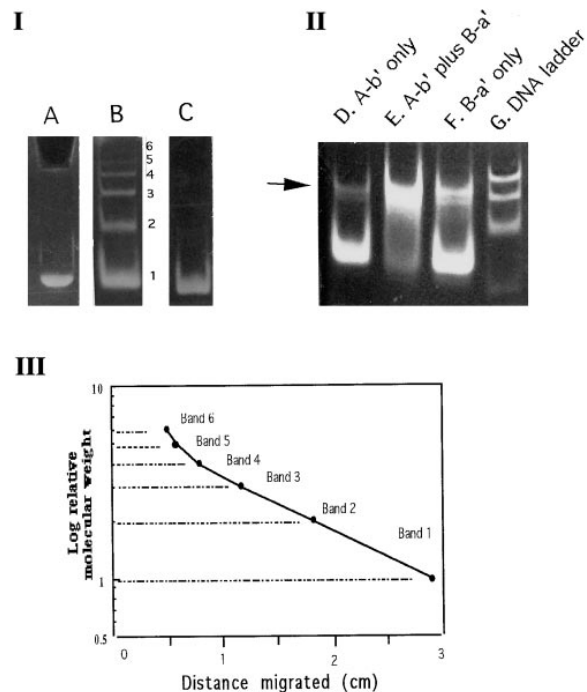 I
A B C
6
5
4
3
2
1
II
D. A-b' only
E. A-b' plus B-a'
F. B-a' only
G. DNA ladder
III
Log relative
molecular weight
10
1
0.5
Band 6
Band 5
Band 4
Band 3
Band 2
Band 1
0 1 2 3
Distance migrated (cm)